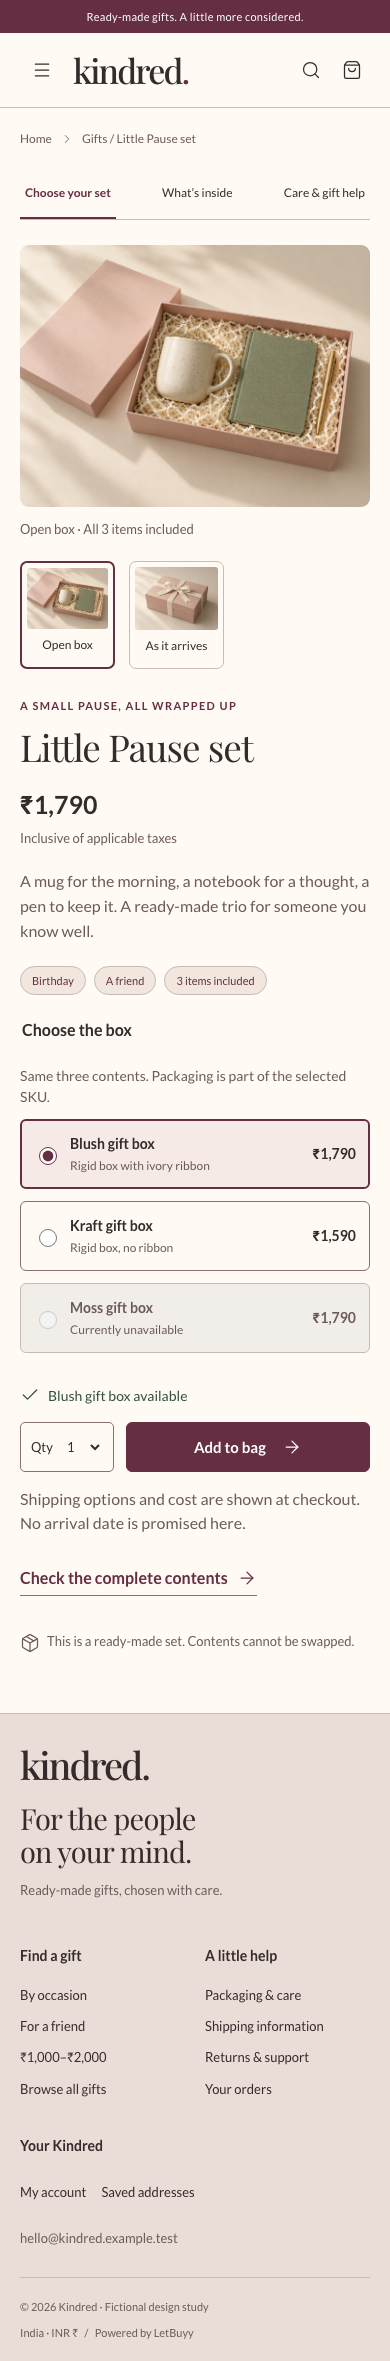 Ready-made gifts. A little more considered.
kindred.
Home > Gifts / Little Pause set
Choose your set What's inside Care & gift help
Open box · All 3 items included
Open box As it arrives
A SMALL PAUSE, ALL WRAPPED UP
Little Pause set
₹1,790
Inclusive of applicable taxes
A mug for the morning, a notebook for a thought, a
pen to keep it. A ready-made trio for someone you
know well.
Birthday A friend 3 items included
Choose the box
Same three contents. Packaging is part of the selected
SKU.
Blush gift box ₹1,790
Rigid box with ivory ribbon
Kraft gift box ₹1,590
Rigid box, no ribbon
Moss gift box ₹1,790
Currently unavailable
Blush gift box available
Qty 1 Add to bag →
Shipping options and cost are shown at checkout.
No arrival date is promised here.
Check the complete contents →
This is a ready-made set. Contents cannot be swapped.
kindred.
For the people
on your mind.
Ready-made gifts, chosen with care.
Find a gift A little help
By occasion Packaging & care
For a friend Shipping information
₹1,000–₹2,000 Returns & support
Browse all gifts Your orders
Your Kindred
My account Saved addresses
hello@kindred.example.test
© 2026 Kindred · Fictional design study
India · INR ₹ / Powered by LetBuyy